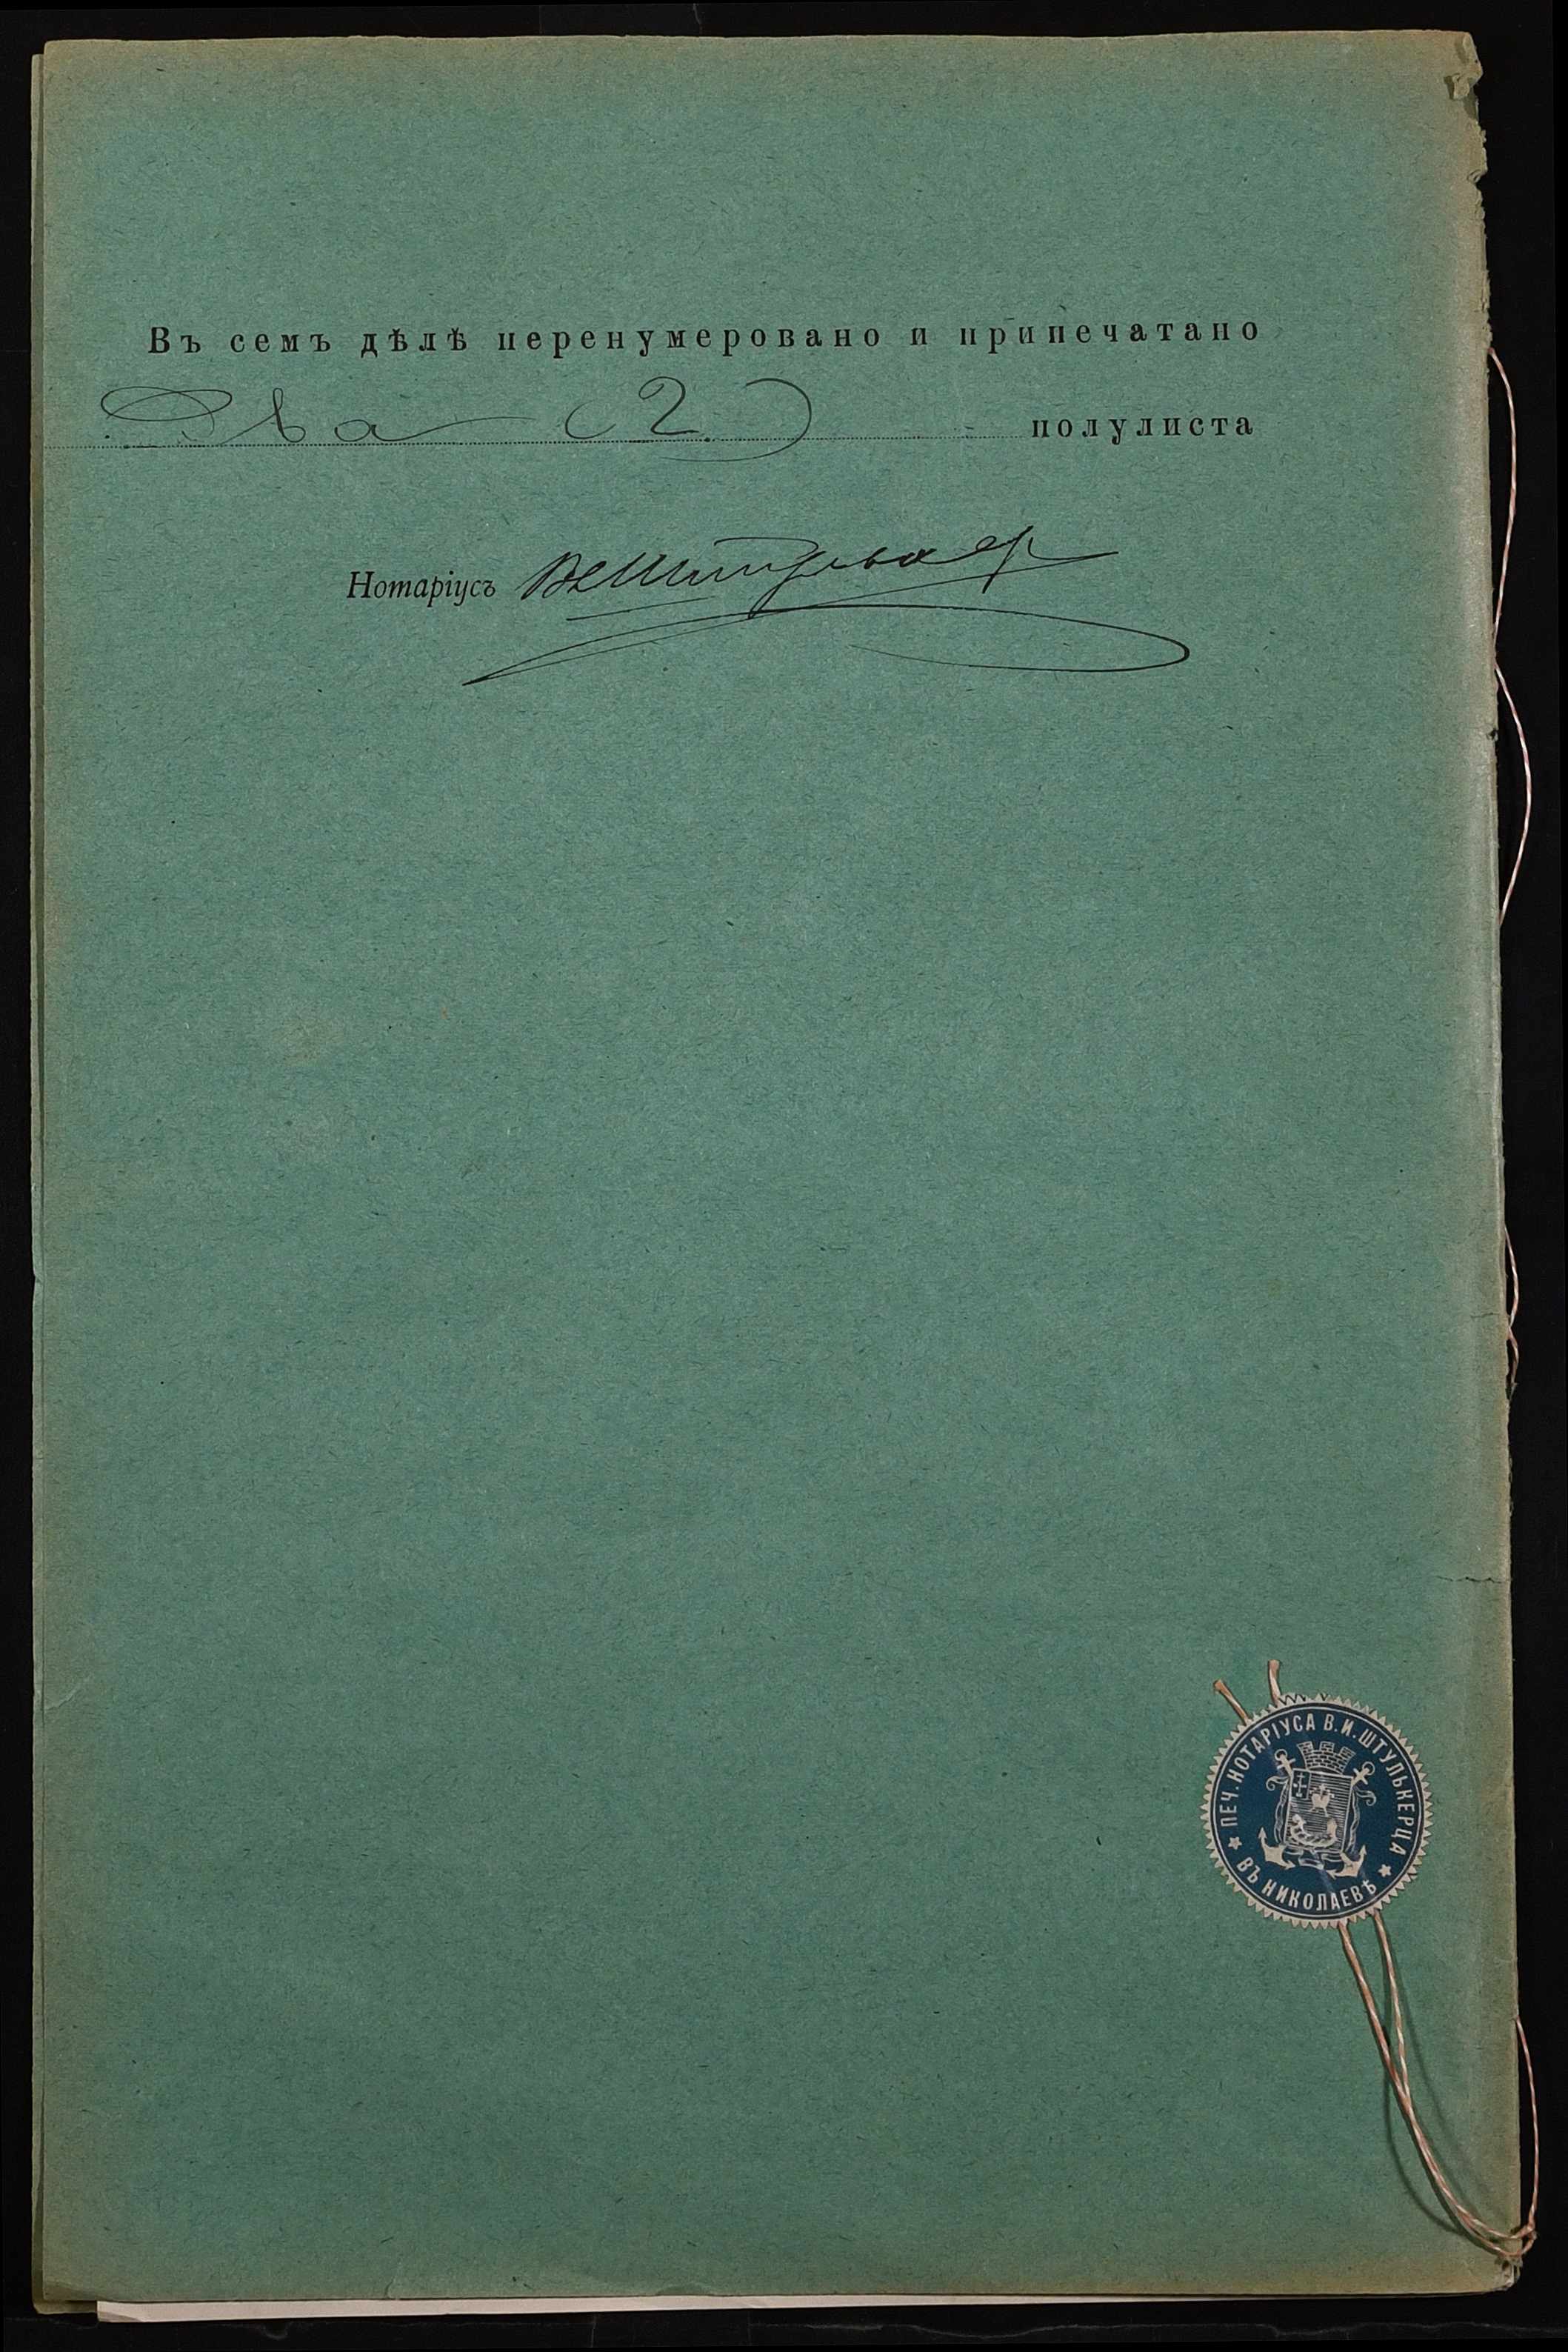 Въ семъ дѣлѣ перенумеровано и припечатано
Два (2) полулиста
Нотаріусъ
ПЕЧ. НОТАРІУСА В. И. ШТУЛЬКЕРЦА
ВЪ НИКОЛАЕВѢ